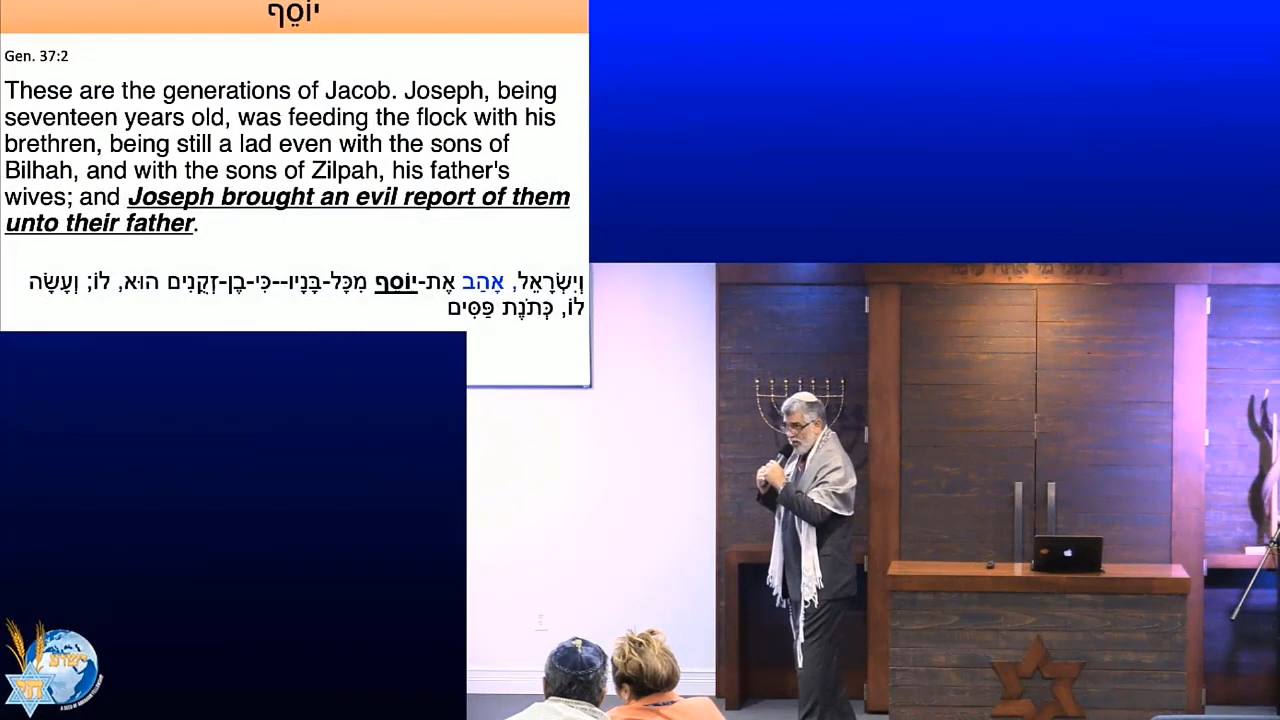 יוֹסֵף
Gen. 37:2
These are the generations of Jacob. Joseph, being
seventeen years old, was feeding the flock with his
brethren, being still a lad even with the sons of
Bilhah, and with the sons of Zilpah, his father's
wives; and Joseph brought an evil report of them
unto their father.
וְיִשְׂרָאֵל, אָהַב אֶת-יוֹסֵף מִכָּל-בָּנָיו--כִּי-בֶן-זְקֻנִים הוּא, לוֹ; וְעָשָׂה
לוֹ, כְּתֹנֶת פַּסִּים
ישוע
חי